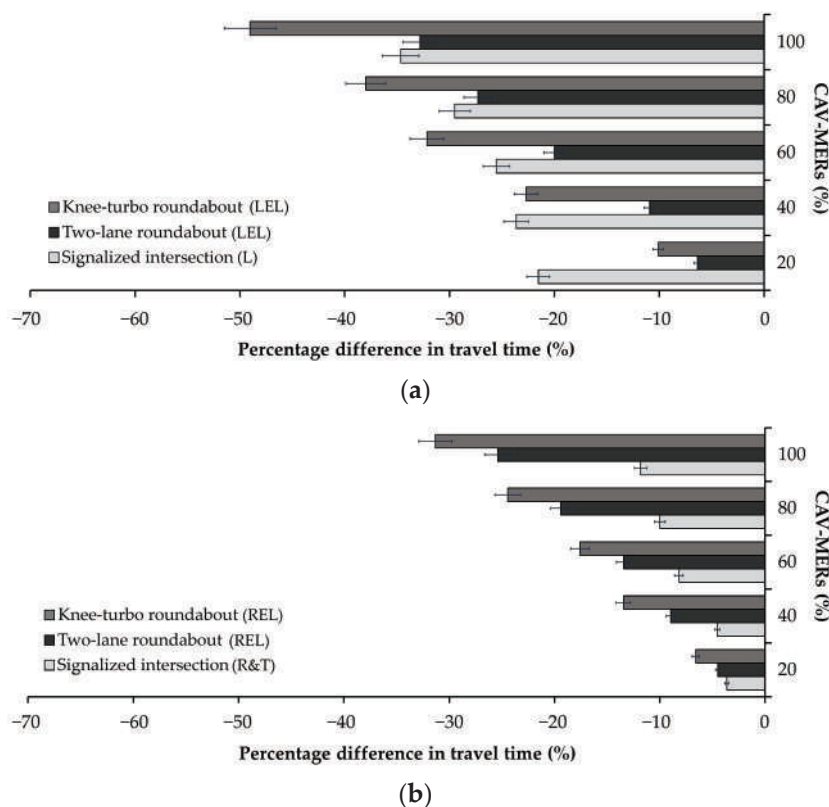 100
80
60
40
20
CAV-MERs (%)
Knee-turbo roundabout (LEL)
Two-lane roundabout (LEL)
Signalized intersection (L)
−70 −60 −50 −40 −30 −20 −10 0
Percentage difference in travel time (%)
(a)
100
80
60
40
20
CAV-MERs (%)
Knee-turbo roundabout (REL)
Two-lane roundabout (REL)
Signalized intersection (R&T)
−70 −60 −50 −40 −30 −20 −10 0
Percentage difference in travel time (%)
(b)